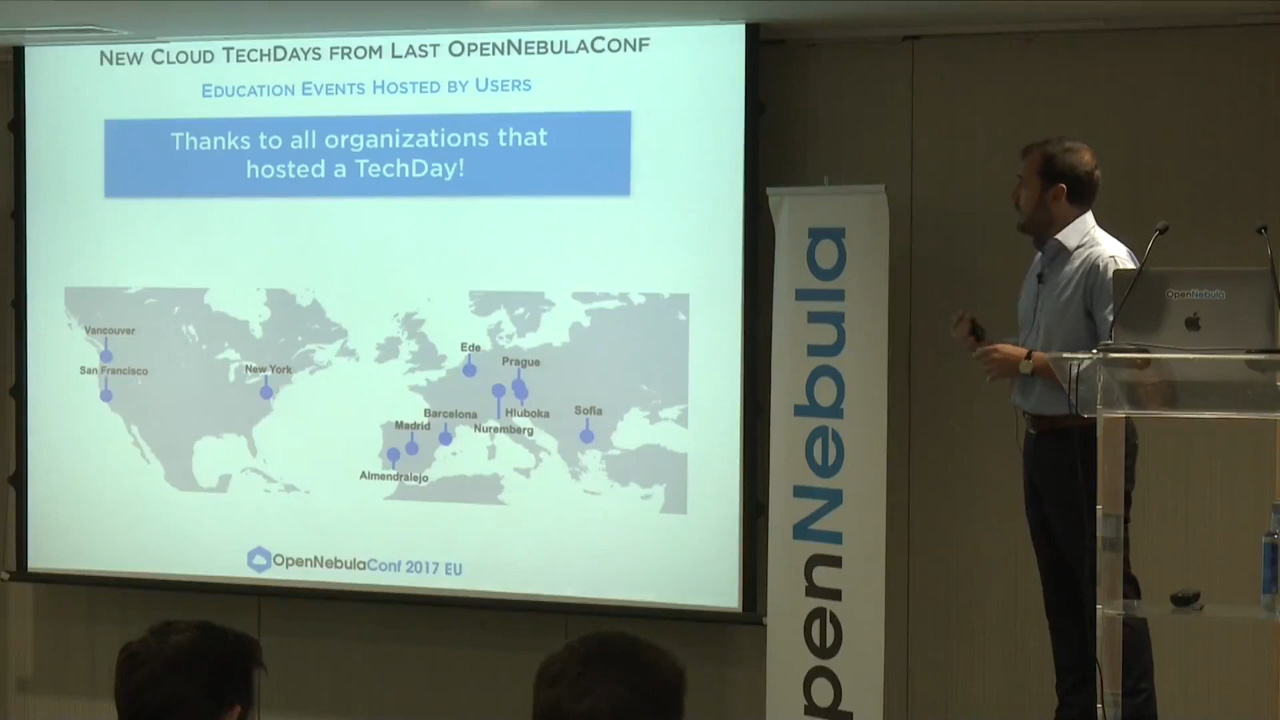 NEW CLOUD TECHDAYS FROM LAST OPENNEBULACONF
EDUCATION EVENTS HOSTED BY USERS
Thanks to all organizations that
hosted a TechDay!
Vancouver
San Francisco
New York
Ede
Prague
Barcelona
Hluboka
Sofia
Madrid
Nuremberg
Almendralejo
OpenNebulaConf 2017 EU
penNebula
OpenNebula